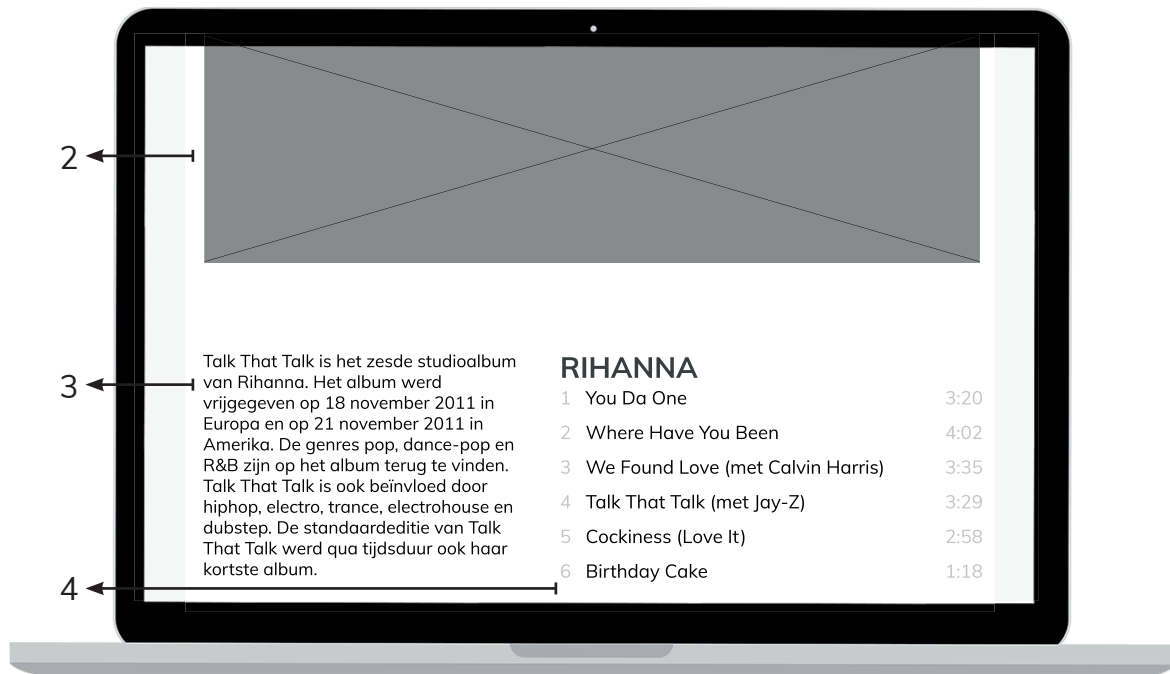 2
3
4
Talk That Talk is het zesde studioalbum
van Rihanna. Het album werd
vrijgegeven op 18 november 2011 in
Europa en op 21 november 2011 in
Amerika. De genres pop, dance-pop en
R&B zijn op het album terug te vinden.
Talk That Talk is ook beïnvloed door
hiphop, electro, trance, electrohouse en
dubstep. De standaardeditie van Talk
That Talk werd qua tijdsduur ook haar
kortste album.
RIHANNA
1 You Da One 3:20
2 Where Have You Been 4:02
3 We Found Love (met Calvin Harris) 3:35
4 Talk That Talk (met Jay-Z) 3:29
5 Cockiness (Love It) 2:58
6 Birthday Cake 1:18